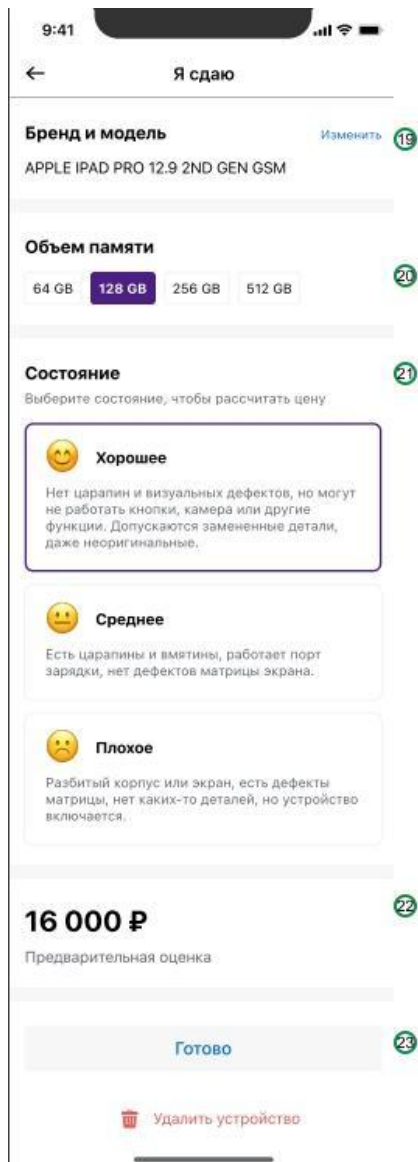 9:41
Я сдаю
Бренд и модель
Изменить
19
APPLE IPAD PRO 12.9 2ND GEN GSM
Объем памяти
20
64 GB 128 GB 256 GB 512 GB
Состояние
21
Выберите состояние, чтобы рассчитать цену
Хорошее
Нет царапин и визуальных дефектов, но могут
не работать кнопки, камера или другие
функции. Допускаются замененные детали,
даже неоригинальные.
Среднее
Есть царапины и вмятины, работает порт
зарядки, нет дефектов матрицы экрана.
Плохое
Разбитый корпус или экран, есть дефекты
матрицы, нет каких-то деталей, но устройство
включается.
22
16 000 ₽
Предварительная оценка
Готово
23
Удалить устройство